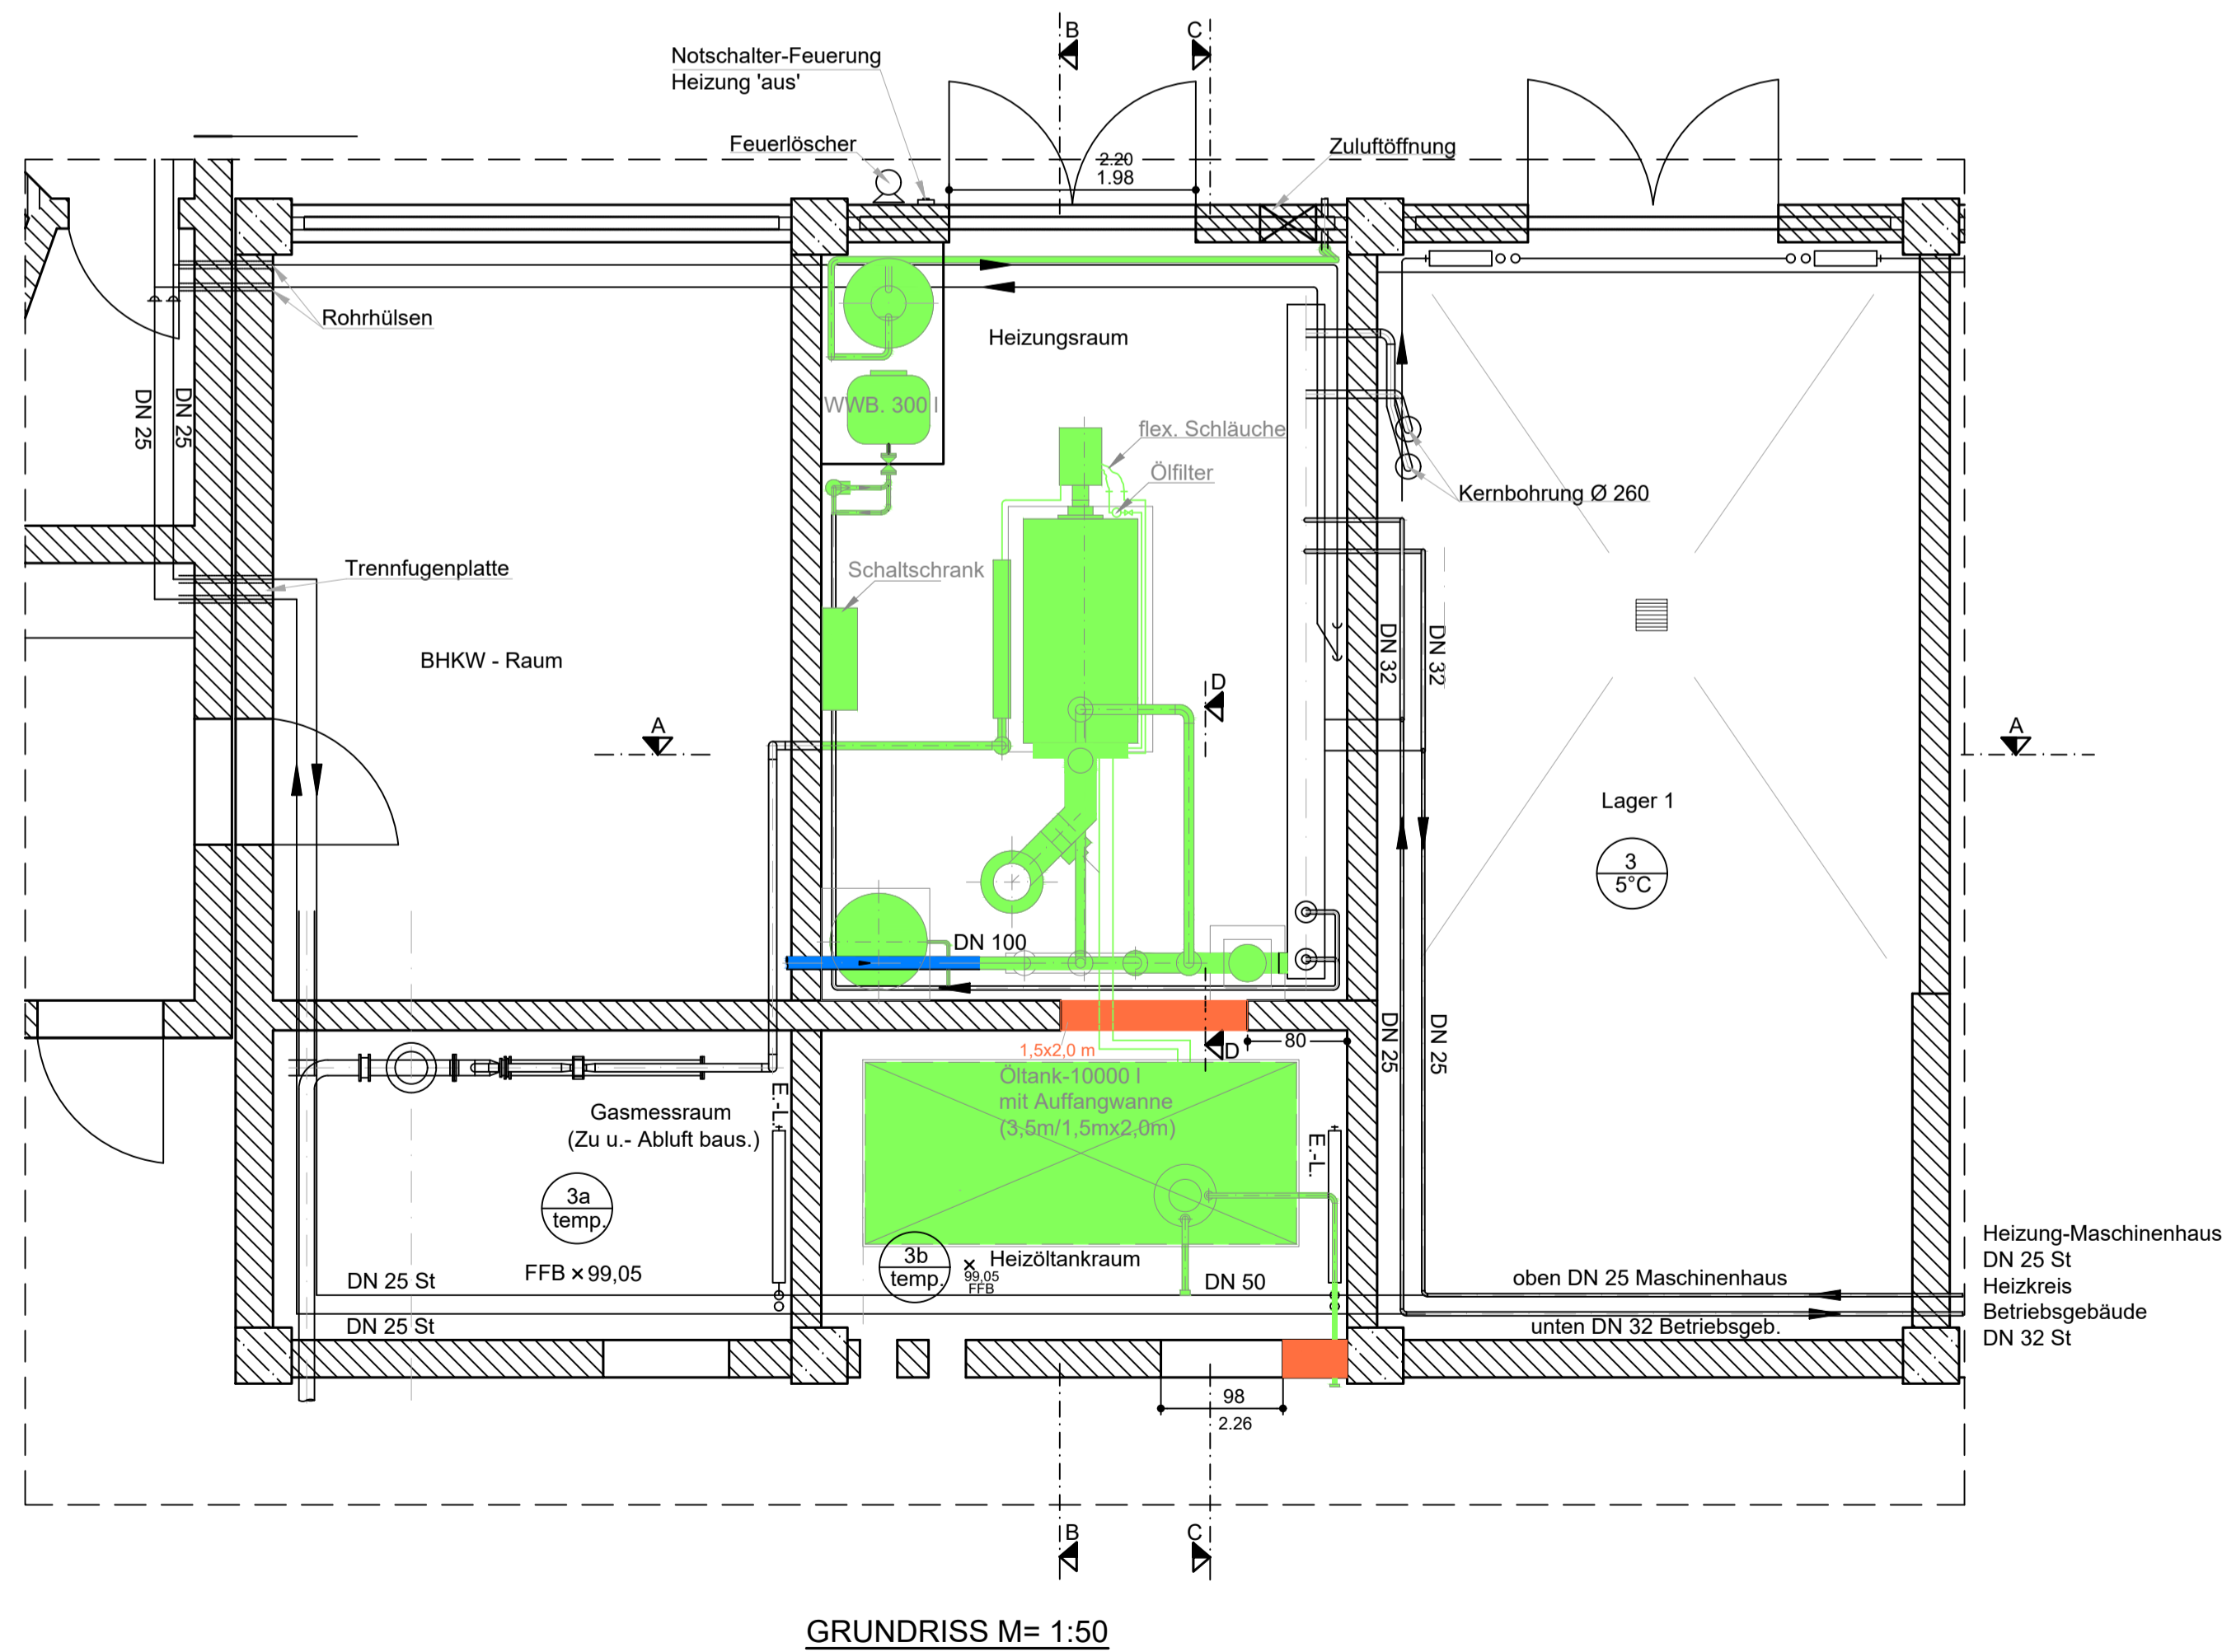 B
C
Notschalter-Feuerung
Heizung 'aus'
Feuerlöscher
Zuluftöffnung
2.20
1.98
Rohrhülsen
Heizungsraum
DN 25
DN 25
WWB. 300 l
flex. Schläuche
Ölfilter
Kernbohrung Ø 260
Trennfugenplatte
Schaltschrank
BHKW - Raum
DN 32
DN 32
D
A
A
Lager 1
3
5°C
DN 100
DN 25
DN 25
80
D
1,5x2,0 m
Öltank-10000 l
mit Auffangwanne
(3,5m/1,5mx2,0m)
E.-L.
E.-L.
Gasmessraum
(Zu u.- Abluft baus.)
3a
temp.
FFB × 99,05
3b
temp.
× Heizöltankraum
99,05
FFB
DN 25 St
DN 50
oben DN 25 Maschinenhaus
DN 25 St
unten DN 32 Betriebsgeb.
Heizung-Maschinenhaus
DN 25 St
Heizkreis
Betriebsgebäude
DN 32 St
98
2.26
B
C
GRUNDRISS M= 1:50